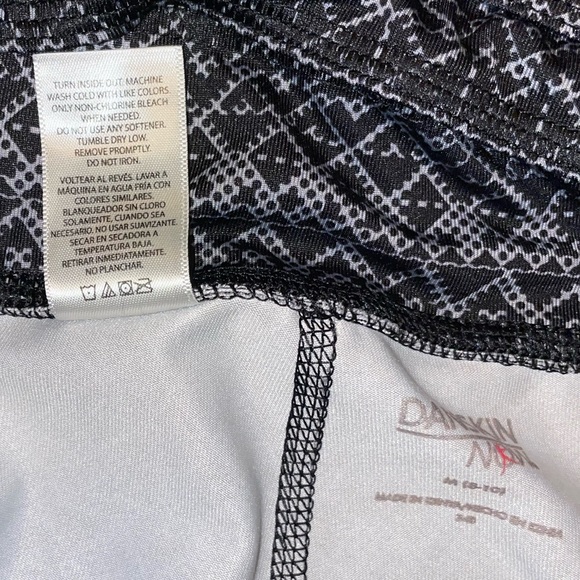 TURN INSIDE OUT. MACHINE
WASH COLD WITH LIKE COLORS.
ONLY NON-CHLORINE BLEACH
WHEN NEEDED.
DO NOT USE ANY SOFTENER.
TUMBLE DRY LOW.
REMOVE PROMPTLY.
DO NOT IRON.
VOLTEAR AL REVÉS. LAVAR A
MÁQUINA EN AGUA FRÍA CON
COLORES SIMILARES.
BLANQUEADOR SIN CLORO
SOLAMENTE, CUANDO SEA
NECESARIO. NO USAR SUAVIZANTE.
SECAR EN SECADORA A
TEMPERATURA BAJA.
RETIRAR INMEDIATAMENTE.
NO PLANCHAR.
DANSKIN
NOW
M (8-10)